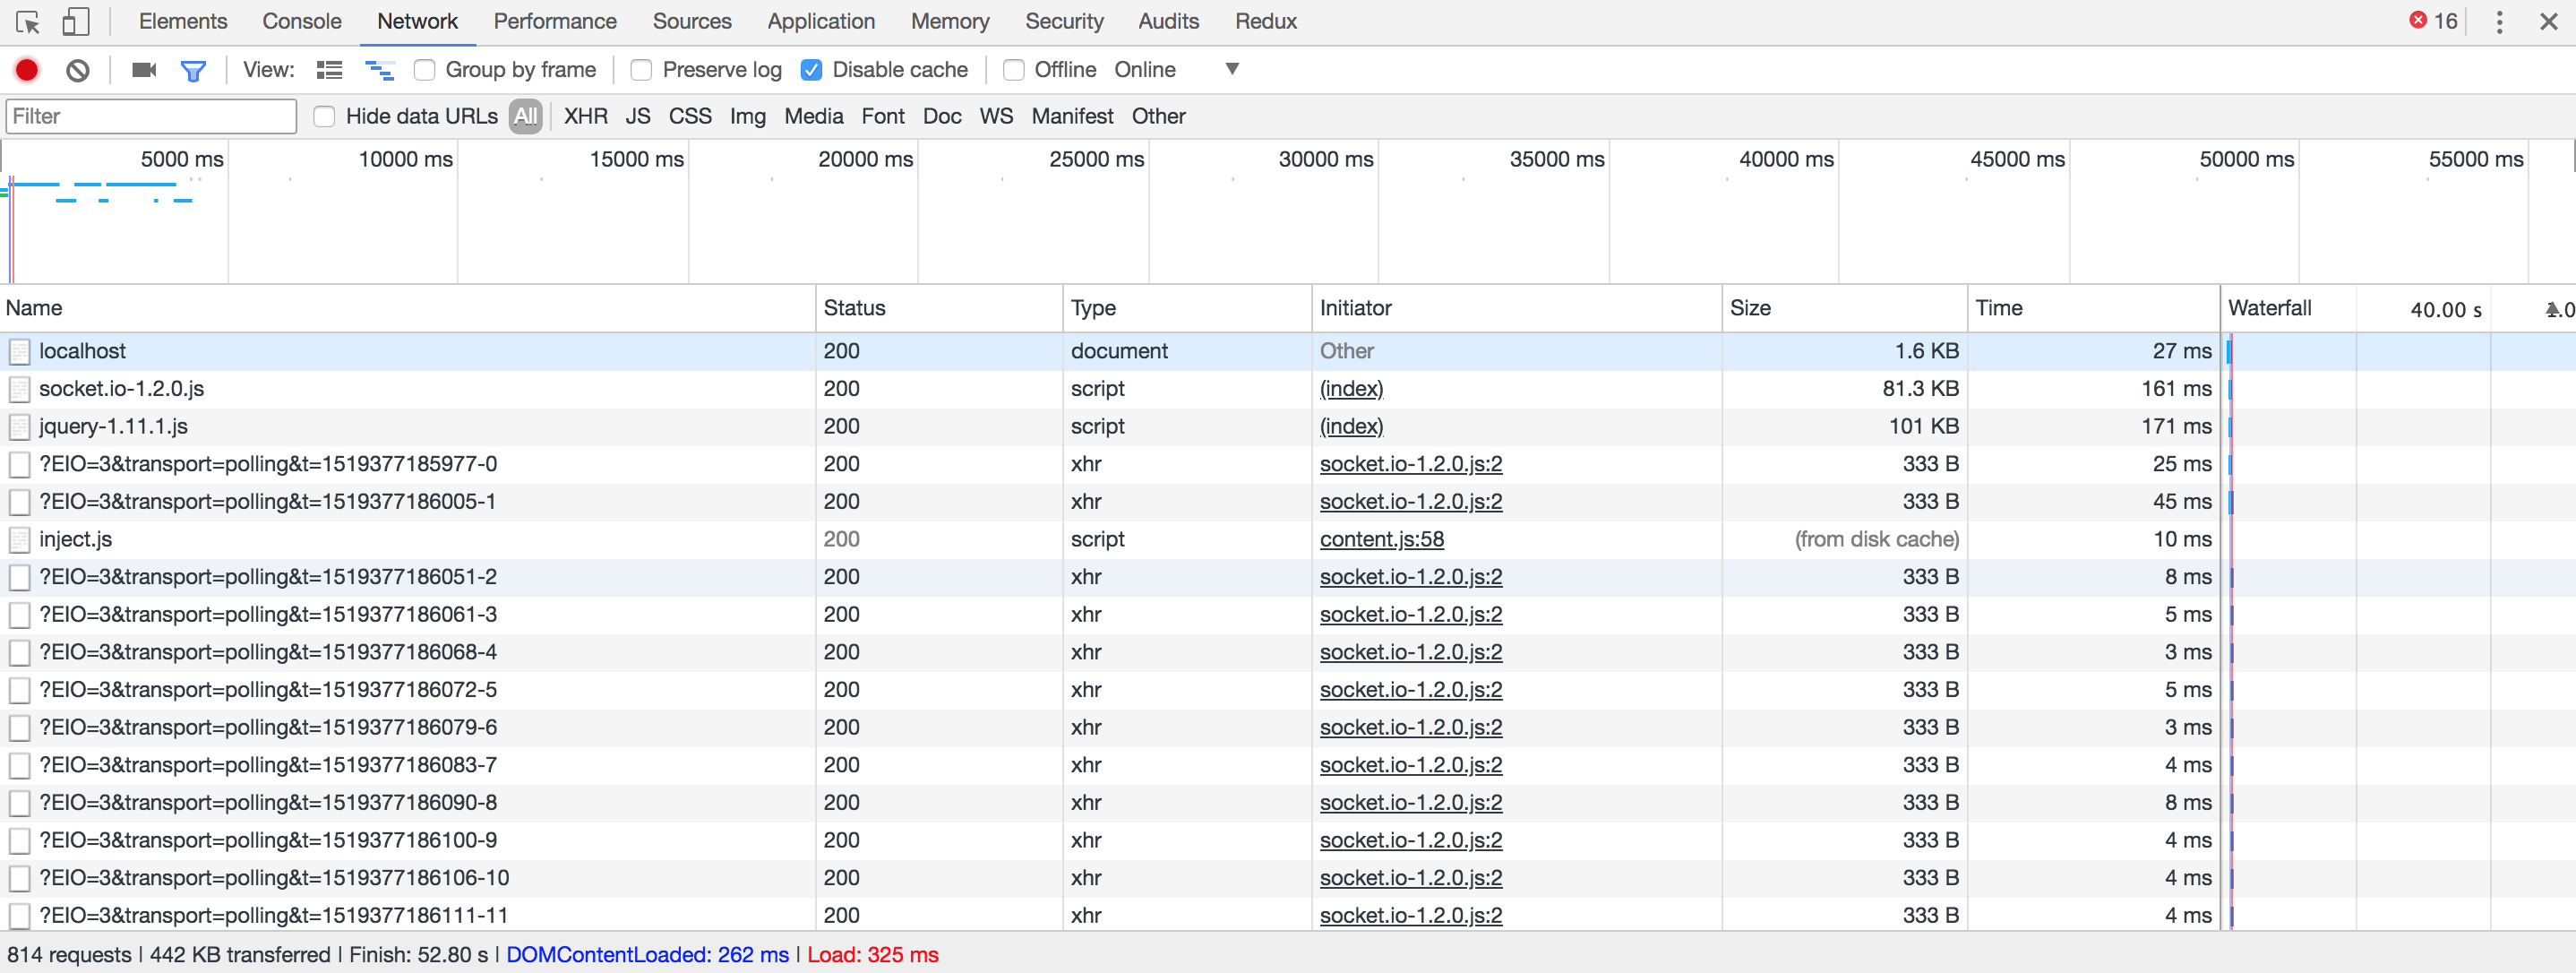 Elements Console Network Performance Sources Application Memory Security Audits Redux 16
View: Group by frame Preserve log Disable cache Offline Online
Filter Hide data URLs All XHR JS CSS Img Media Font Doc WS Manifest Other
5000 ms 10000 ms 15000 ms 20000 ms 25000 ms 30000 ms 35000 ms 40000 ms 45000 ms 50000 ms 55000 ms
Name Status Type Initiator Size Time Waterfall 40.00 s
localhost 200 document Other 1.6 KB 27 ms
socket.io-1.2.0.js 200 script (index) 81.3 KB 161 ms
jquery-1.11.1.js 200 script (index) 101 KB 171 ms
?EIO=3&transport=polling&t=1519377185977-0 200 xhr socket.io-1.2.0.js:2 333 B 25 ms
?EIO=3&transport=polling&t=1519377186005-1 200 xhr socket.io-1.2.0.js:2 333 B 45 ms
inject.js 200 script content.js:58 (from disk cache) 10 ms
?EIO=3&transport=polling&t=1519377186051-2 200 xhr socket.io-1.2.0.js:2 333 B 8 ms
?EIO=3&transport=polling&t=1519377186061-3 200 xhr socket.io-1.2.0.js:2 333 B 5 ms
?EIO=3&transport=polling&t=1519377186068-4 200 xhr socket.io-1.2.0.js:2 333 B 3 ms
?EIO=3&transport=polling&t=1519377186072-5 200 xhr socket.io-1.2.0.js:2 333 B 5 ms
?EIO=3&transport=polling&t=1519377186079-6 200 xhr socket.io-1.2.0.js:2 333 B 3 ms
?EIO=3&transport=polling&t=1519377186083-7 200 xhr socket.io-1.2.0.js:2 333 B 4 ms
?EIO=3&transport=polling&t=1519377186090-8 200 xhr socket.io-1.2.0.js:2 333 B 8 ms
?EIO=3&transport=polling&t=1519377186100-9 200 xhr socket.io-1.2.0.js:2 333 B 4 ms
?EIO=3&transport=polling&t=1519377186106-10 200 xhr socket.io-1.2.0.js:2 333 B 4 ms
?EIO=3&transport=polling&t=1519377186111-11 200 xhr socket.io-1.2.0.js:2 333 B 4 ms
814 requests | 442 KB transferred | Finish: 52.80 s | DOMContentLoaded: 262 ms | Load: 325 ms